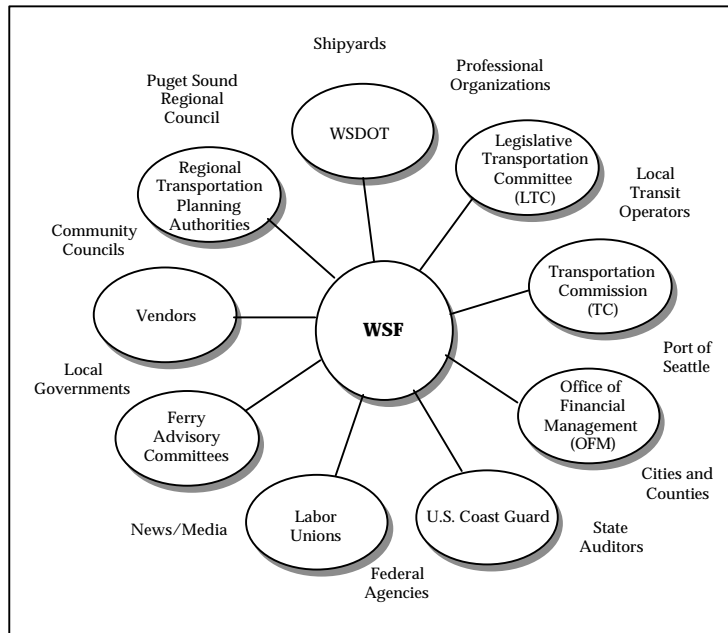 Shipyards
Professional
Organizations
Puget Sound
Regional
Council
WSDOT
Legislative
Transportation
Committee
(LTC)
Regional
Transportation
Planning
Authorities
Local
Transit
Operators
Community
Councils
Transportation
Commission
(TC)
Vendors
WSF
Port of
Seattle
Local
Governments
Office of
Financial
Management
(OFM)
Ferry
Advisory
Committees
Cities and
Counties
News/Media
Labor
Unions
U.S. Coast Guard
State
Auditors
Federal
Agencies